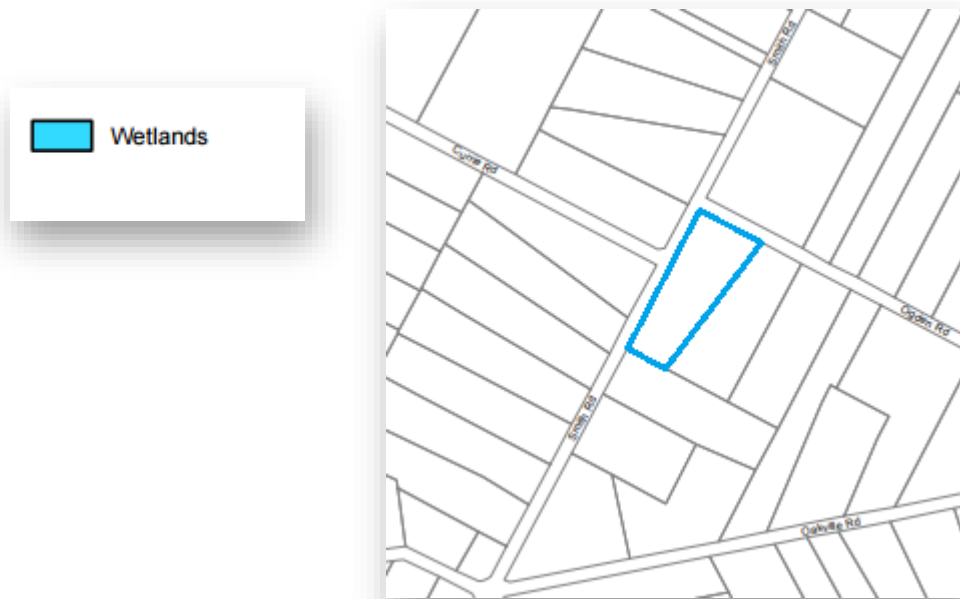 Wetlands
Smith Rd
Currie Rd
Ogden Rd
Smith Rd
Oakville Rd